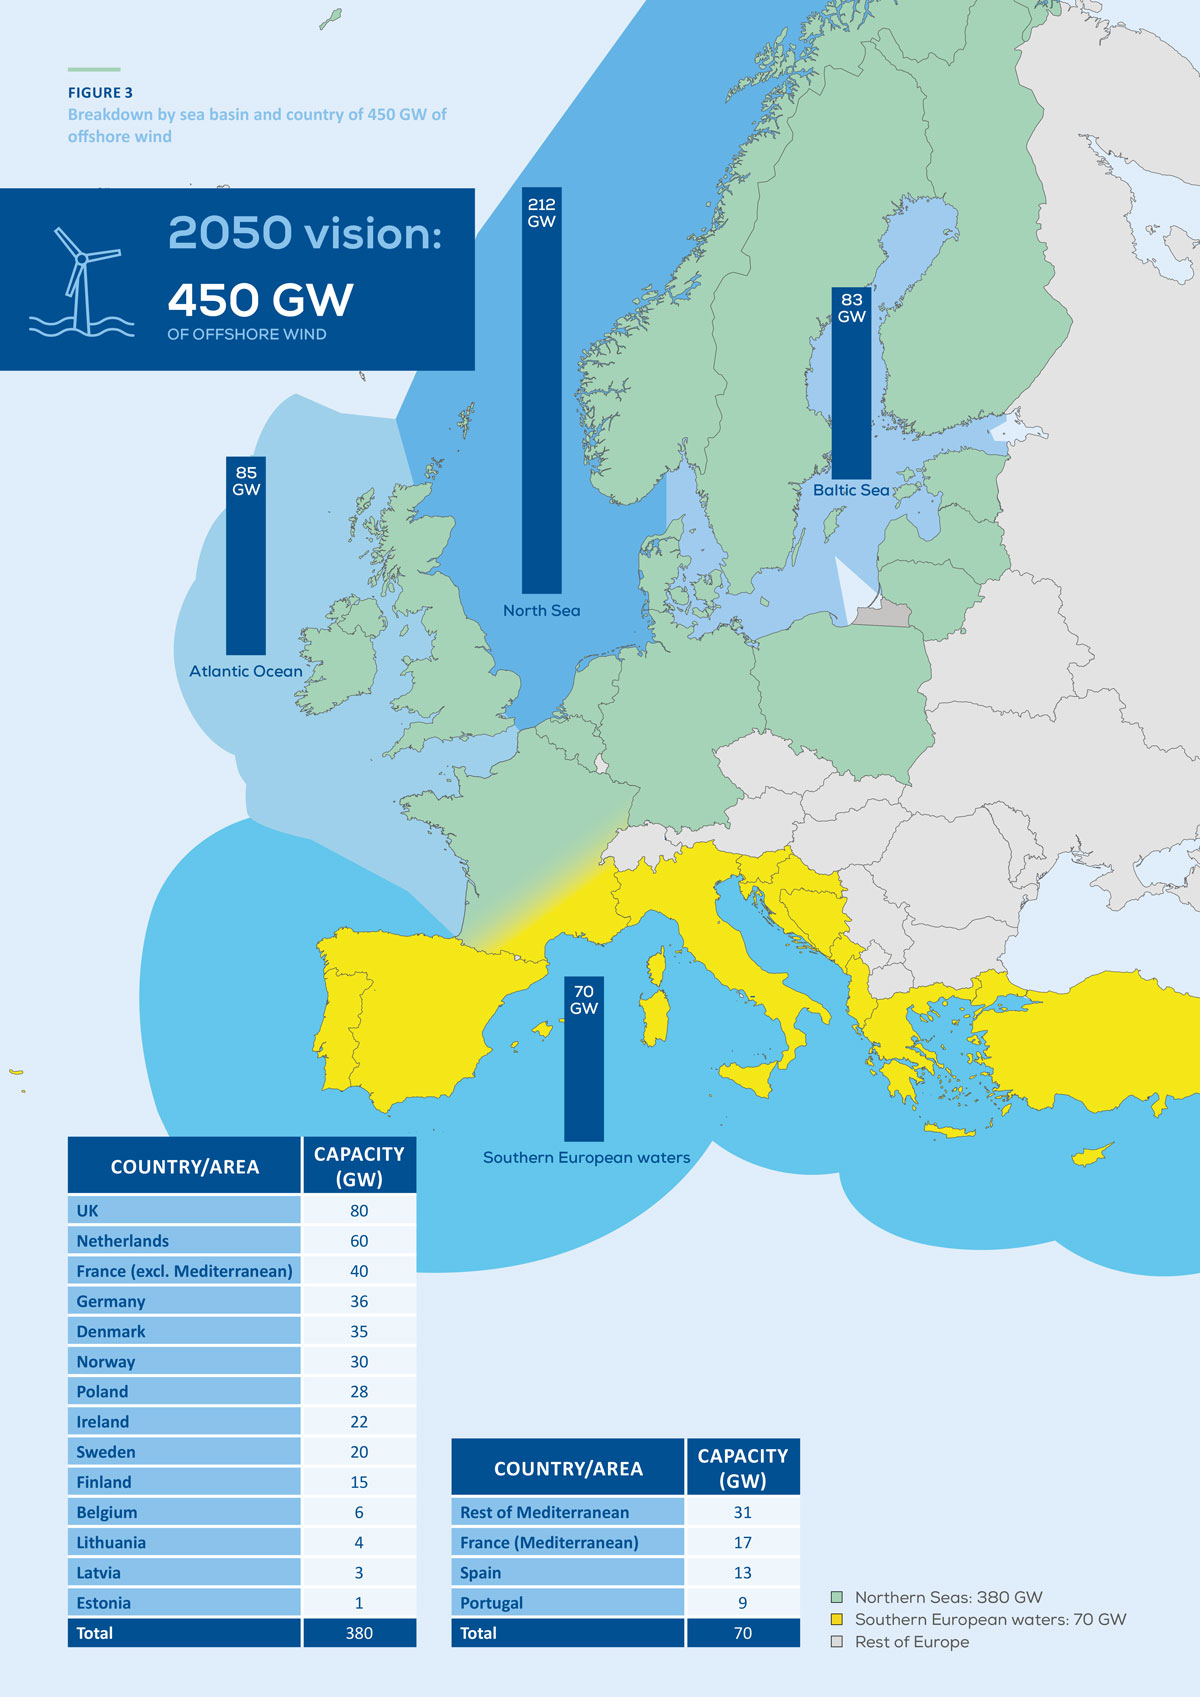 FIGURE 3
Breakdown by sea basin and country of 450 GW of
offshore wind
2050 vision:
450 GW
OF OFFSHORE WIND
212
GW
North Sea
83
GW
Baltic Sea
85
GW
Atlantic Ocean
70
GW
Southern European waters
COUNTRY/AREA CAPACITY
(GW)
UK 80
Netherlands 60
France (excl. Mediterranean) 40
Germany 36
Denmark 35
Norway 30
Poland 28
Ireland 22
Sweden 20
Finland 15
Belgium 6
Lithuania 4
Latvia 3
Estonia 1
Total 380
COUNTRY/AREA CAPACITY
(GW)
Rest of Mediterranean 31
France (Mediterranean) 17
Spain 13
Portugal 9
Total 70
Northern Seas: 380 GW
Southern European waters: 70 GW
Rest of Europe